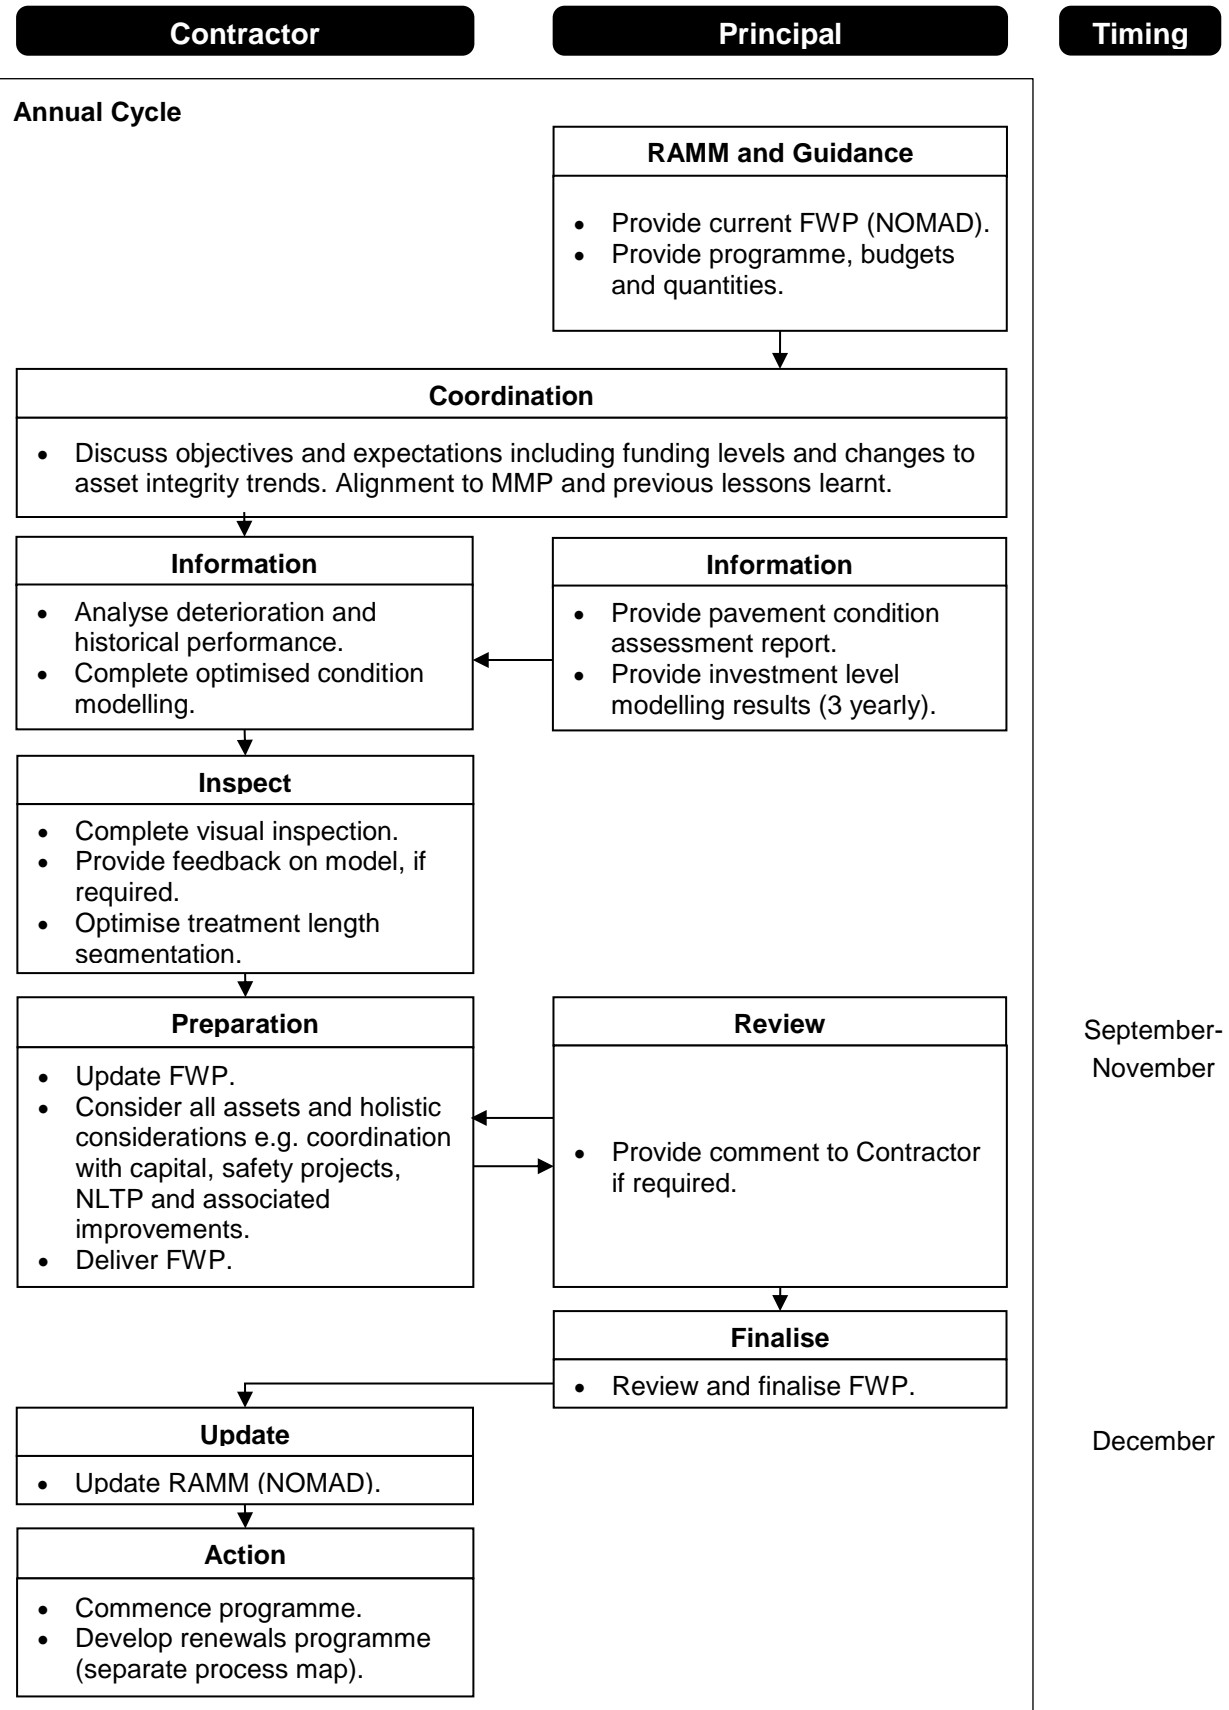 Contractor
Principal
Timing
Annual Cycle
RAMM and Guidance
• Provide current FWP (NOMAD).
• Provide programme, budgets
and quantities.
Coordination
• Discuss objectives and expectations including funding levels and changes to
asset integrity trends. Alignment to MMP and previous lessons learnt.
Information
• Analyse deterioration and
historical performance.
• Complete optimised condition
modelling.
Information
• Provide pavement condition
assessment report.
• Provide investment level
modelling results (3 yearly).
Inspect
• Complete visual inspection.
• Provide feedback on model, if
required.
• Optimise treatment length
segmentation.
Preparation
• Update FWP.
• Consider all assets and holistic
considerations e.g. coordination
with capital, safety projects,
NLTP and associated
improvements.
• Deliver FWP.
Review
• Provide comment to Contractor
if required.
September-
November
Finalise
• Review and finalise FWP.
Update
• Update RAMM (NOMAD).
December
Action
• Commence programme.
• Develop renewals programme
(separate process map).